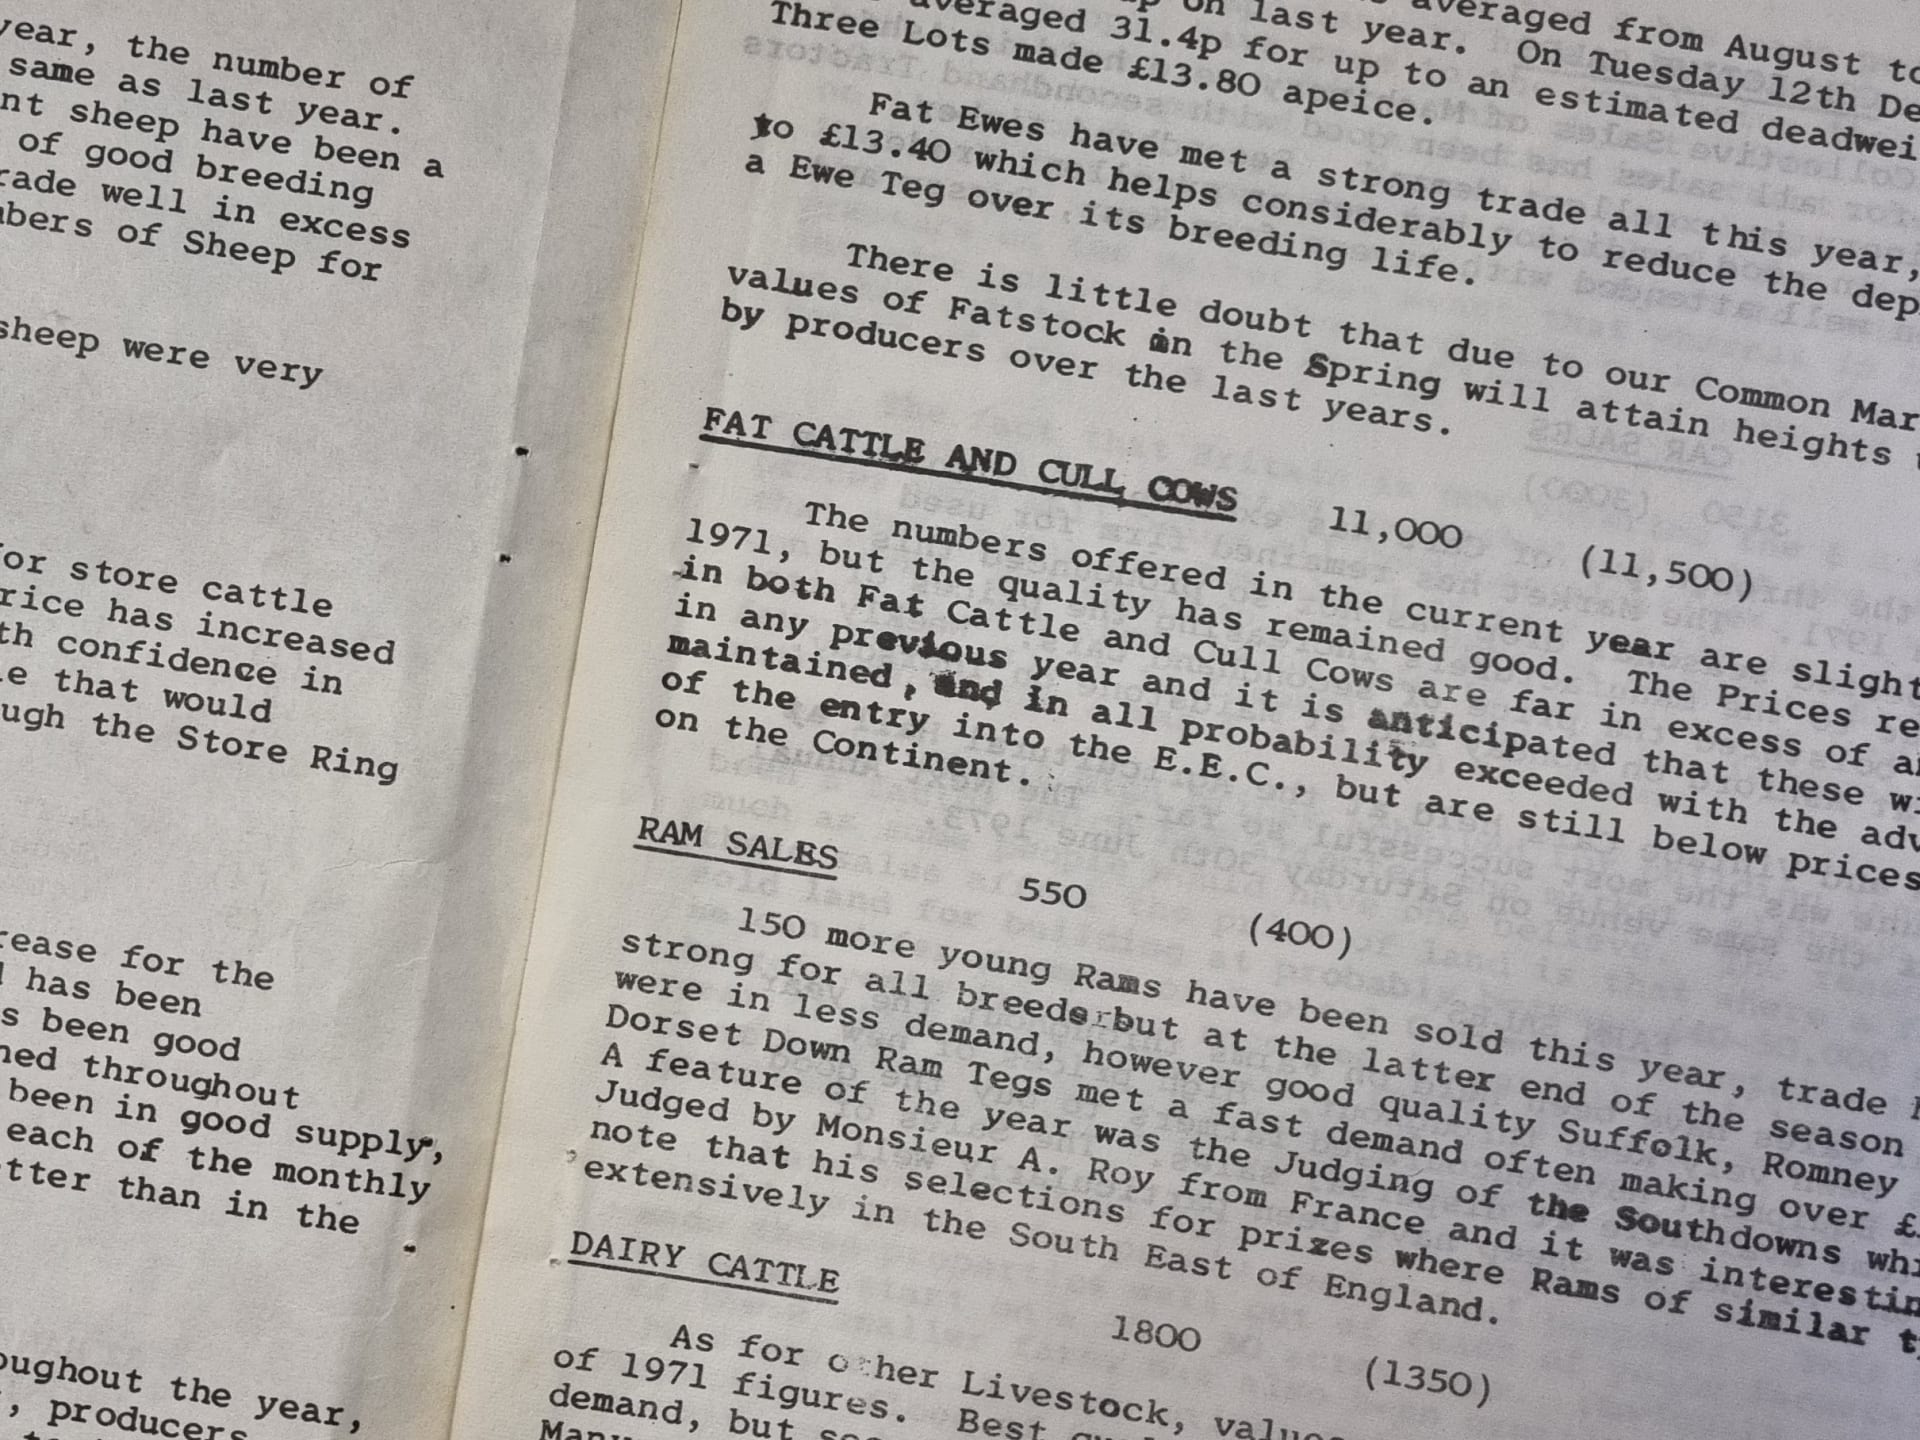 year, the number of
same as last year.
nt sheep have been a
of good breeding
rade well in excess
bers of Sheep for
sheep were very
or store cattle
rice has increased
th confidence in
le that would
ugh the Store Ring
rease for the
has been
s been good
ned throughout
been in good supply,
each of the monthly
tter than in the
oughout the year,
, producers
averaged from August to
up on last year. On Tuesday 12th De
averaged 31.4p for up to an estimated deadwei
Three Lots made £13.80 apeice.
Fat Ewes have met a strong trade all this year,
to £13.40 which helps considerably to reduce the dep
a Ewe Teg over its breeding life.
There is little doubt that due to our Common Mar
values of Fatstock in the Spring will attain heights
by producers over the last years.
FAT CATTLE AND CULL COWS 11,000 (11,500)
The numbers offered in the current year are slight
1971, but the quality has remained good. The Prices re
in both Fat Cattle and Cull Cows are far in excess of a
in any previous year and it is anticipated that these wi
maintained, and in all probability exceeded with the adv
of the entry into the E.E.C., but are still below prices
on the Continent.
RAM SALES 550 (400)
150 more young Rams have been sold this year, trade
strong for all breeds but at the latter end of the season
were in less demand, however good quality Suffolk, Romney
Dorset Down Ram Tegs met a fast demand often making over £
A feature of the year was the Judging of the Southdowns whi
Judged by Monsieur A. Roy from France and it was interestin
note that his selections for prizes where Rams of similar t
extensively in the South East of England.
DAIRY CATTLE 1800 (1350)
As for other Livestock, values
of 1971 figures. Best
demand, but
Many